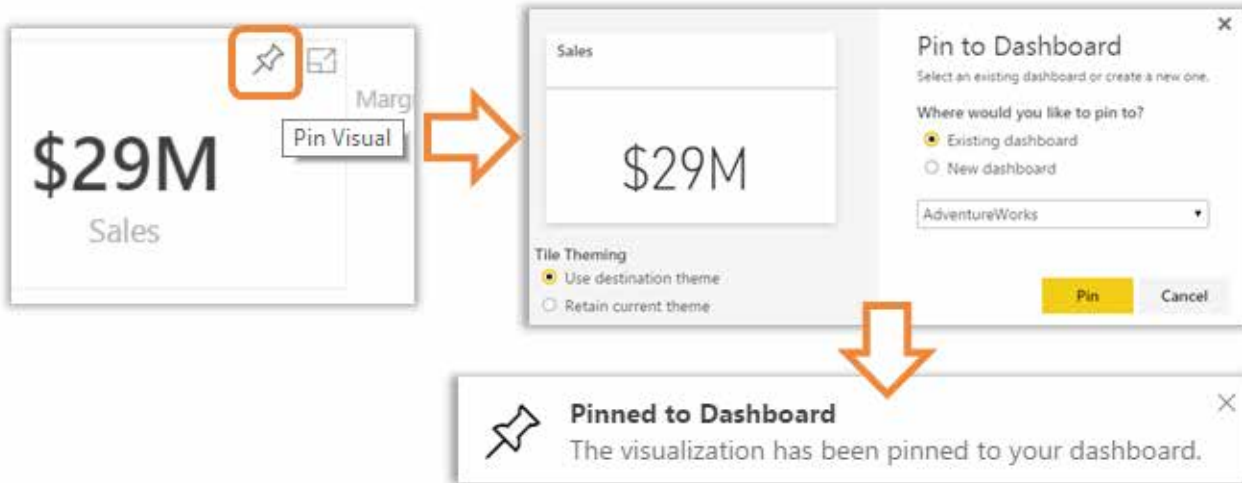 Marg
Pin Visual
$29M
Sales
Sales
$29M
Tile Theming
Use destination theme
Retain current theme
Pin to Dashboard
Select an existing dashboard or create a new one.
Where would you like to pin to?
Existing dashboard
New dashboard
AdventureWorks
Pin Cancel
Pinned to Dashboard
The visualization has been pinned to your dashboard.